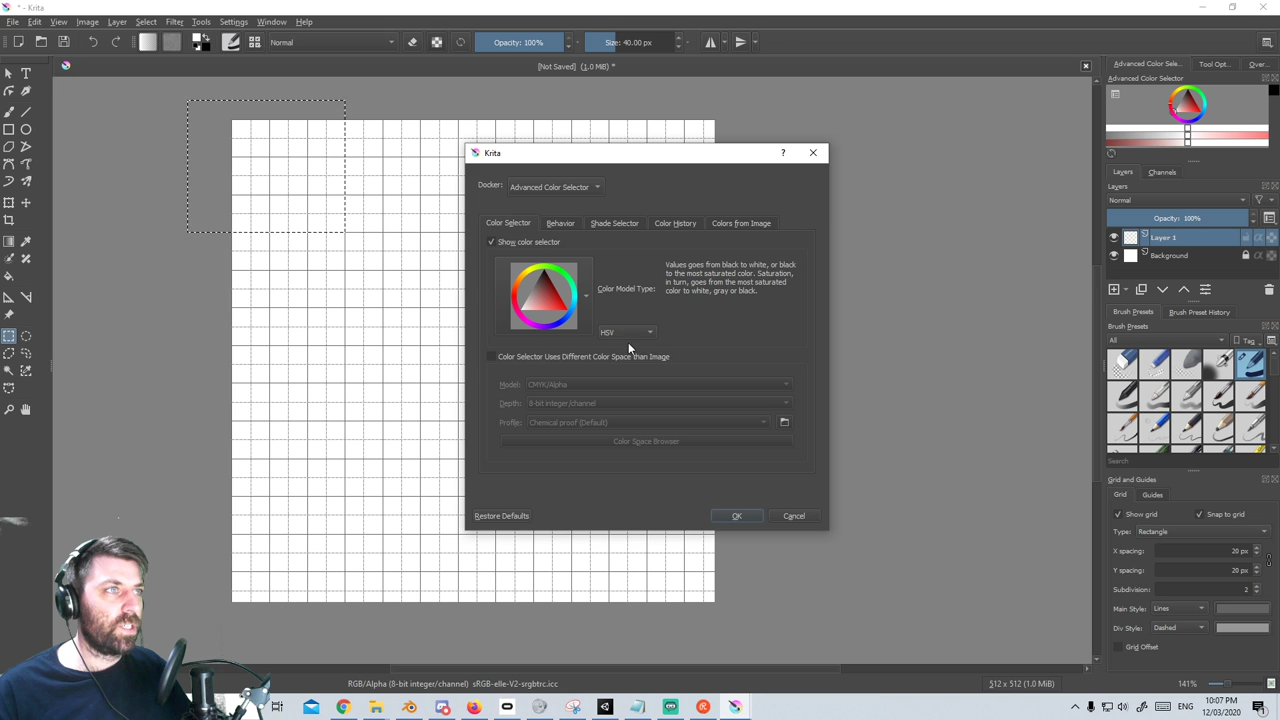 * - Krita
File Edit View Image Layer Select Filter Tools Settings Window Help
Normal Opacity: 100% Size: 40.00 px
[Not Saved] (1.0 MiB) *
Advanced Color Sele... Tool Opt... Over...
Advanced Color Selector
Krita
Docker: Advanced Color Selector
Color Selector Behavior Shade Selector Color History Colors from Image
Show color selector
Color Model Type:
Values goes from black to white, or black
to the most saturated color. Saturation,
in turn, goes from the most saturated
color to white, gray or black.
HSV
Color Selector Uses Different Color Space than Image
Model: CMYK/Alpha
Depth: 8-bit integer/channel
Profile: Chemical proof (Default)
Color Space Browser
Restore Defaults OK Cancel
Layers Channels
Layers
Normal
Opacity: 100%
Layer 1
Background
Brush Presets Brush Preset History
Brush Presets
All Tag
Search
Grid and Guides
Grid Guides
Show grid Snap to grid
Type: Rectangle
X spacing: 20 px
Y spacing: 20 px
Subdivision: 2
Main Style: Lines
Div Style: Dashed
Grid Offset
RGB/Alpha (8-bit integer/channel) sRGB-elle-V2-srgbtrc.icc 512 x 512 (1.0 MiB) 141%
ENG 10:07 PM
12/03/2020